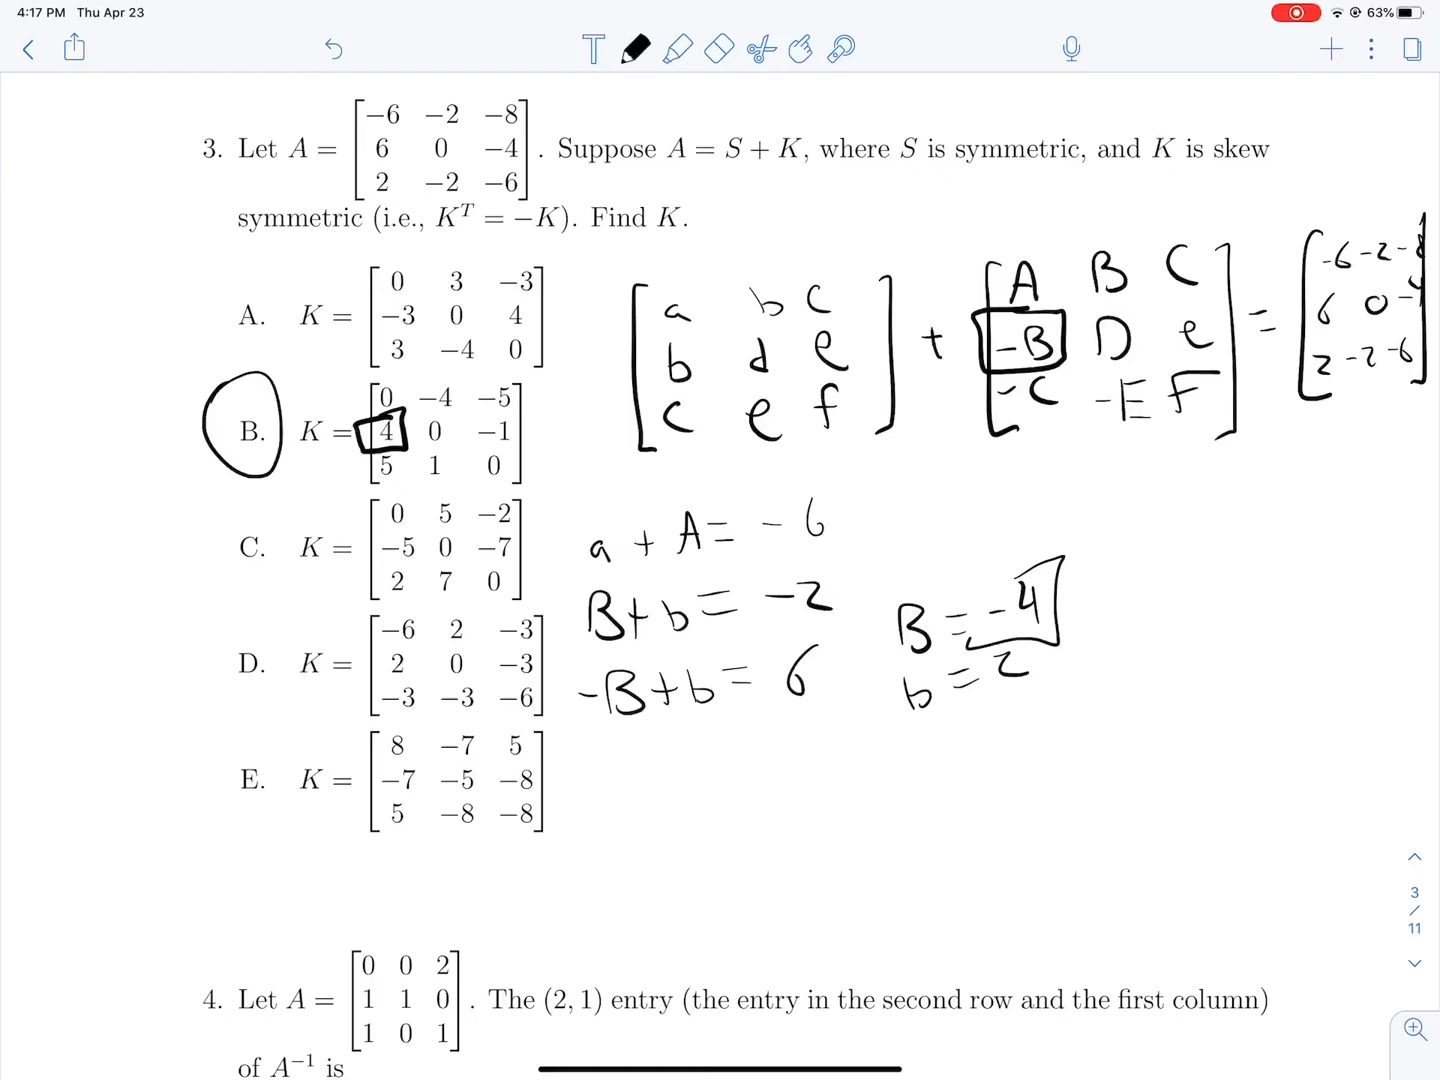 4:17 PM Thu Apr 23
63%
3. Let A = [−6 −2 −8
6 0 −4
2 −2 −6]. Suppose A = S + K, where S is symmetric, and K is skew
symmetric (i.e., K^T = −K). Find K.
A. K = [0 3 −3
−3 0 4
3 −4 0]
B. K = [0 −4 −5
4 0 −1
5 1 0]
C. K = [0 5 −2
−5 0 −7
2 7 0]
D. K = [−6 2 −3
2 0 −3
−3 −3 −6]
E. K = [8 −7 5
−7 −5 −8
5 −8 −8]
[a b c
b d e
c e f]
+
[A B C
-B D e
-C -E F]
=
[-6 -2 -8
6 0 -4
2 -2 -6]
a + A = -6
B + b = -2
-B + b = 6
B = -4
b = 2
3
/
11
4. Let A = [0 0 2
1 1 0
1 0 1]. The (2, 1) entry (the entry in the second row and the first column)
of A^−1 is